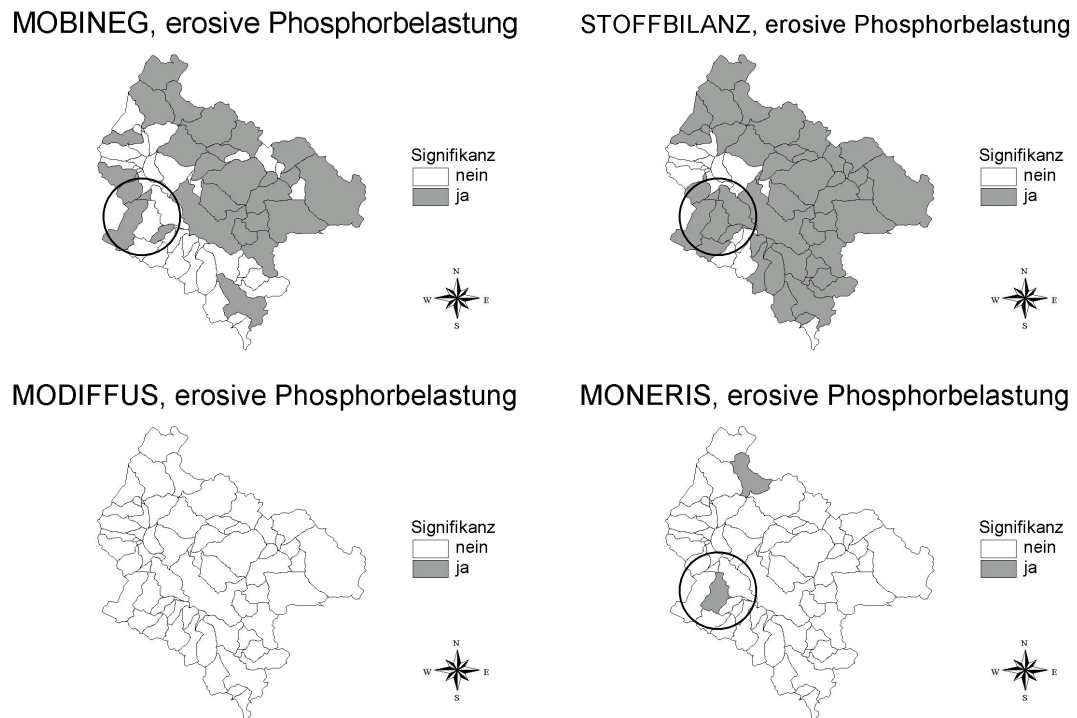 MOBINEG, erosive Phosphorbelastung
Signifikanz
nein
ja
N
W E
S
STOFFBILANZ, erosive Phosphorbelastung
Signifikanz
nein
ja
N
W E
S
MODIFFUS, erosive Phosphorbelastung
Signifikanz
nein
ja
N
W E
S
MONERIS, erosive Phosphorbelastung
Signifikanz
nein
ja
N
W E
S